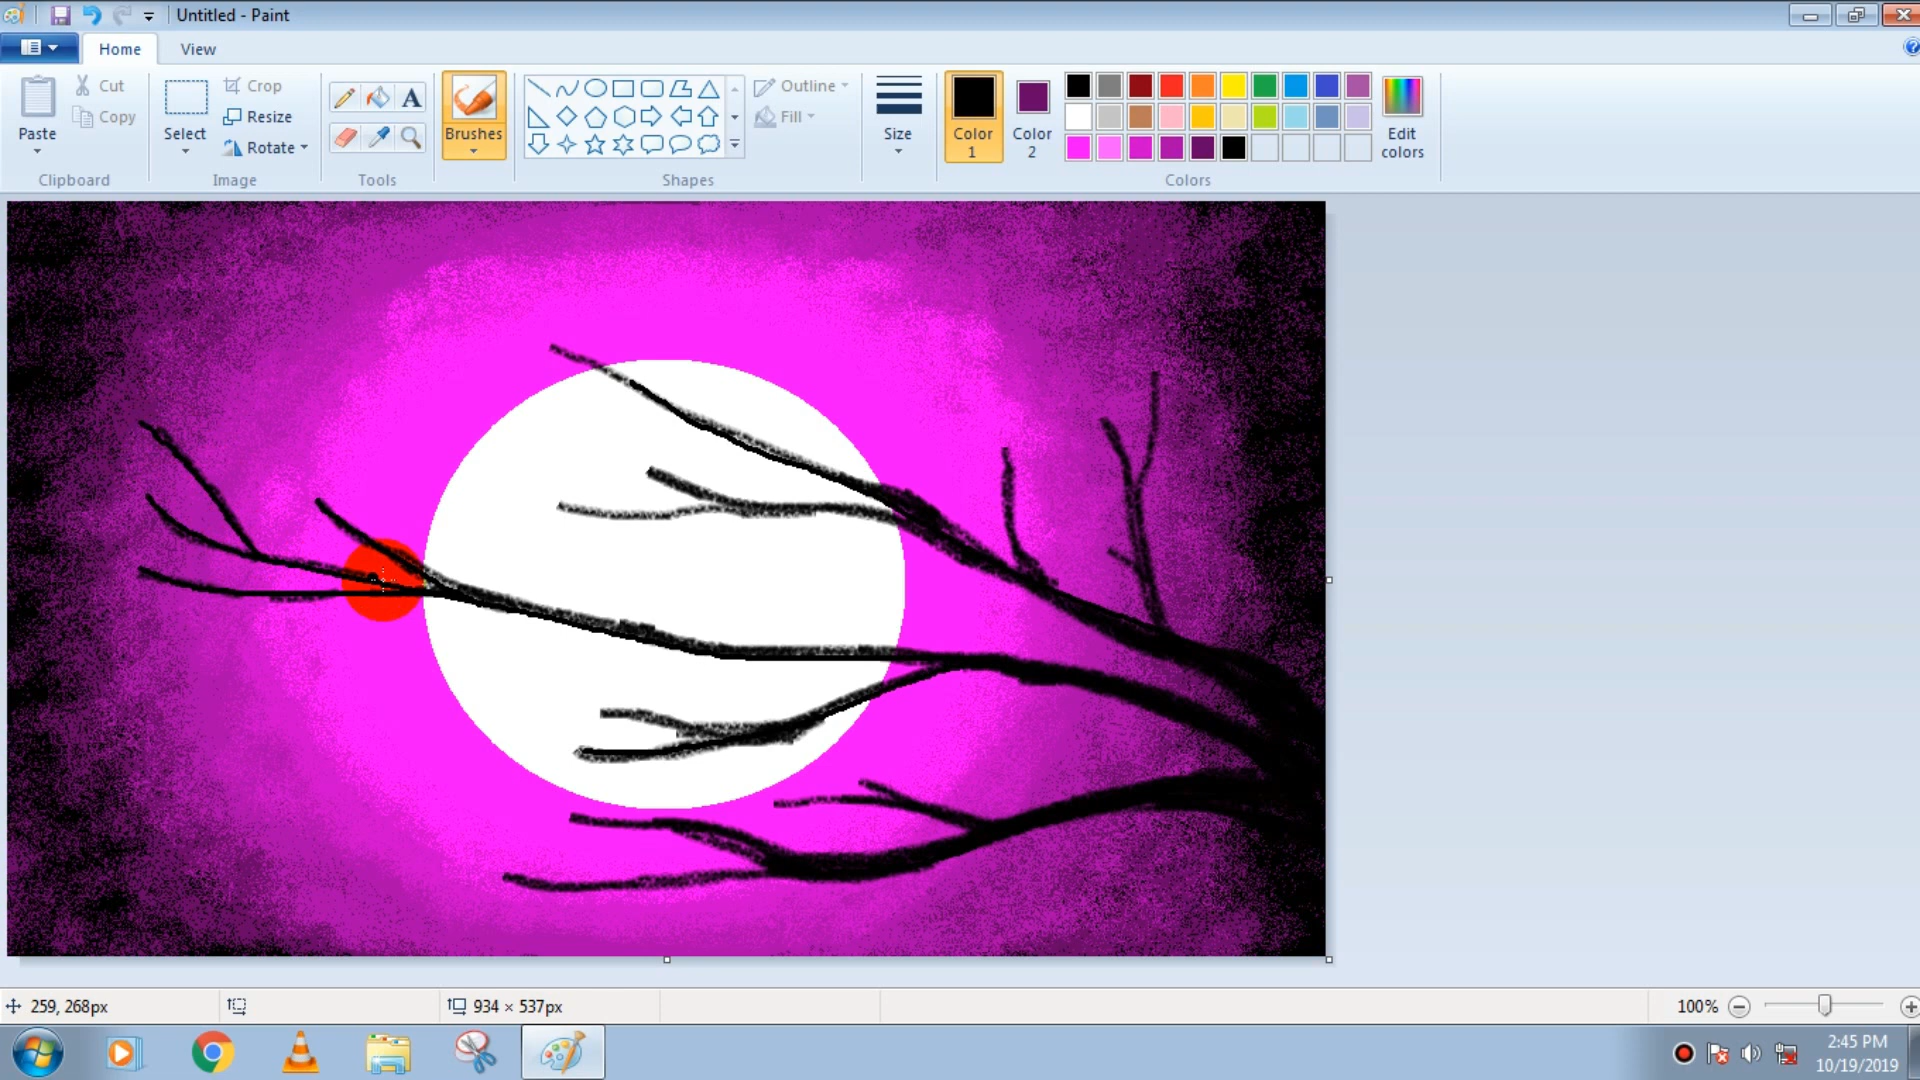 Untitled - Paint
Home View
Cut
Copy
Paste
Clipboard
Crop
Resize
Rotate
Select
Image
A
Tools
Brushes
Outline
Fill
Shapes
Size
Color 1
Color 2
Edit colors
Colors
259, 268px
934 × 537px
100%
2:45 PM
10/19/2019